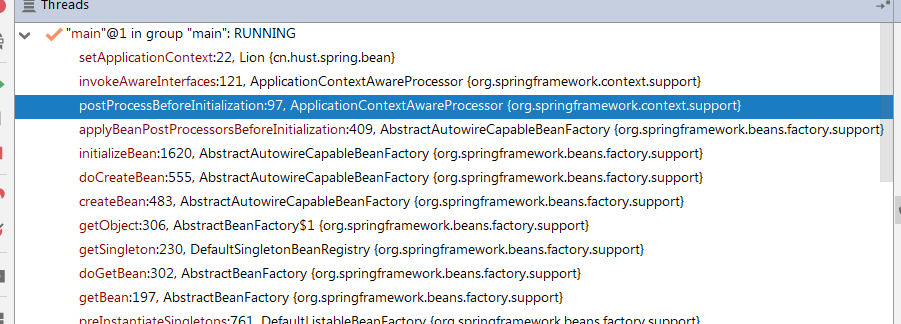 Threads
"main"@1 in group "main": RUNNING
setApplicationContext:22, Lion {cn.hust.spring.bean}
invokeAwareInterfaces:121, ApplicationContextAwareProcessor {org.springframework.context.support}
postProcessBeforeInitialization:97, ApplicationContextAwareProcessor {org.springframework.context.support}
applyBeanPostProcessorsBeforeInitialization:409, AbstractAutowireCapableBeanFactory {org.springframework.beans.factory.support}
initializeBean:1620, AbstractAutowireCapableBeanFactory {org.springframework.beans.factory.support}
doCreateBean:555, AbstractAutowireCapableBeanFactory {org.springframework.beans.factory.support}
createBean:483, AbstractAutowireCapableBeanFactory {org.springframework.beans.factory.support}
getObject:306, AbstractBeanFactory$1 {org.springframework.beans.factory.support}
getSingleton:230, DefaultSingletonBeanRegistry {org.springframework.beans.factory.support}
doGetBean:302, AbstractBeanFactory {org.springframework.beans.factory.support}
getBean:197, AbstractBeanFactory {org.springframework.beans.factory.support}
preInstantiateSingletons:761, DefaultListableBeanFactory {org.springframework.beans.factory.support}